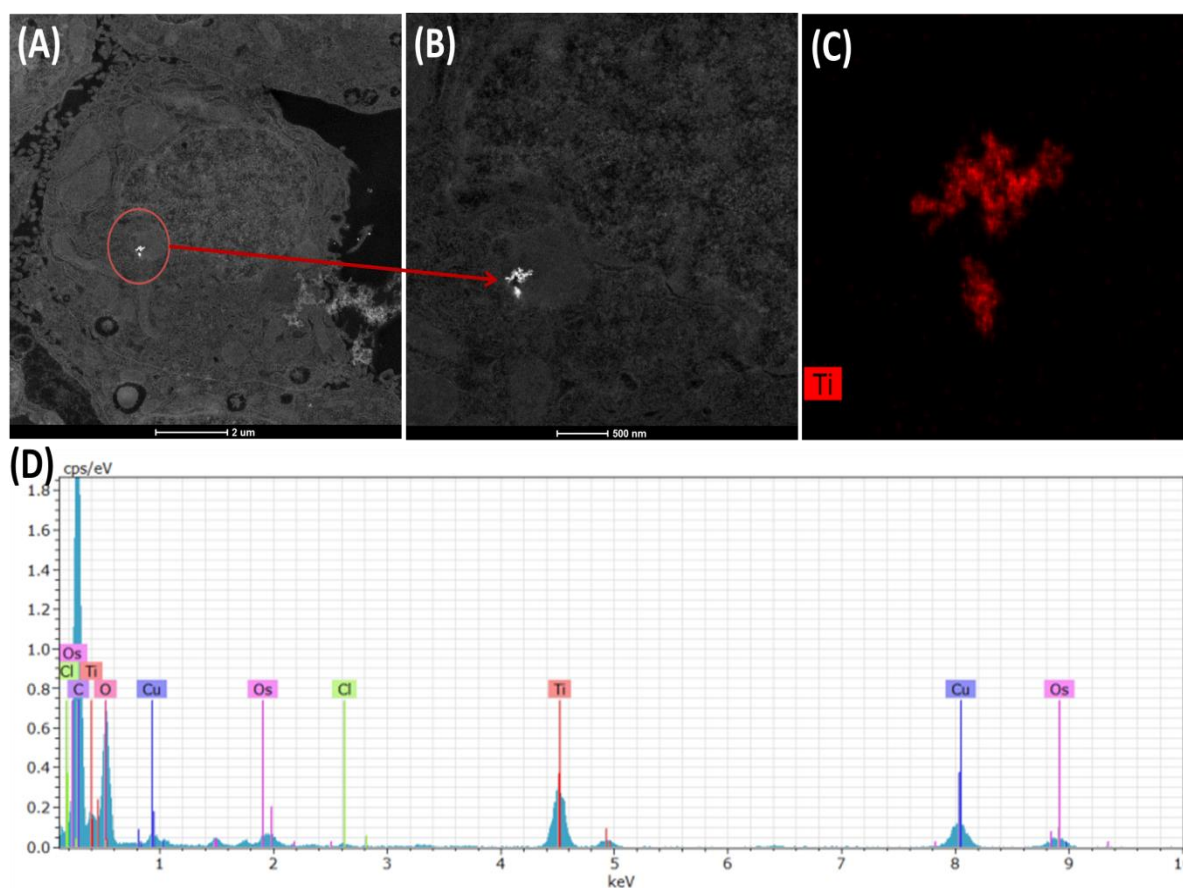 (A)
(B)
(C)
2 um
500 nm
Ti
(D)
cps/eV
1.8
1.6
1.4
1.2
1.0
0.8
0.6
0.4
0.2
0.0
Os
Cl Ti
C O Cu Os Cl Ti Cu Os
1 2 3 4 5 6 7 8 9 1
keV